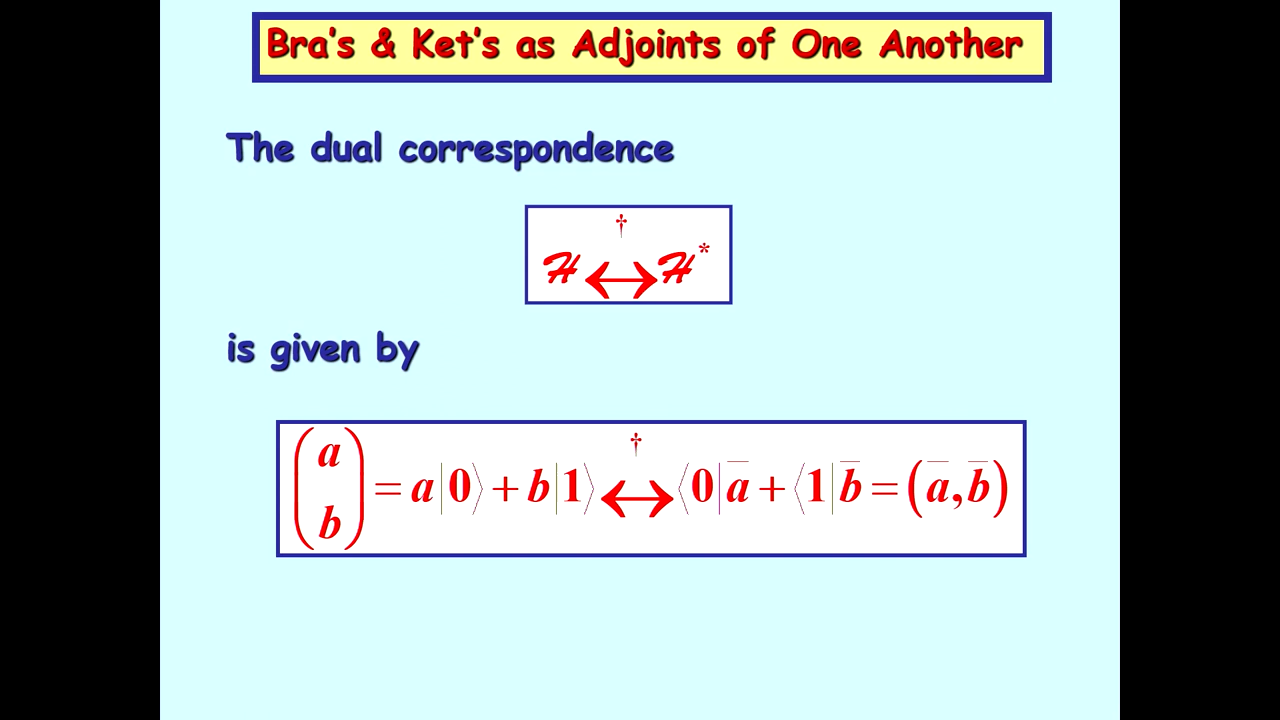 Bra's & Ket's as Adjoints of One Another
The dual correspondence
†
ℋ ↔ ℋ*
is given by
†
(a b) = a|0⟩ + b|1⟩ ↔ ⟨0|a̅ + ⟨1|b̅ = (a̅, b̅)